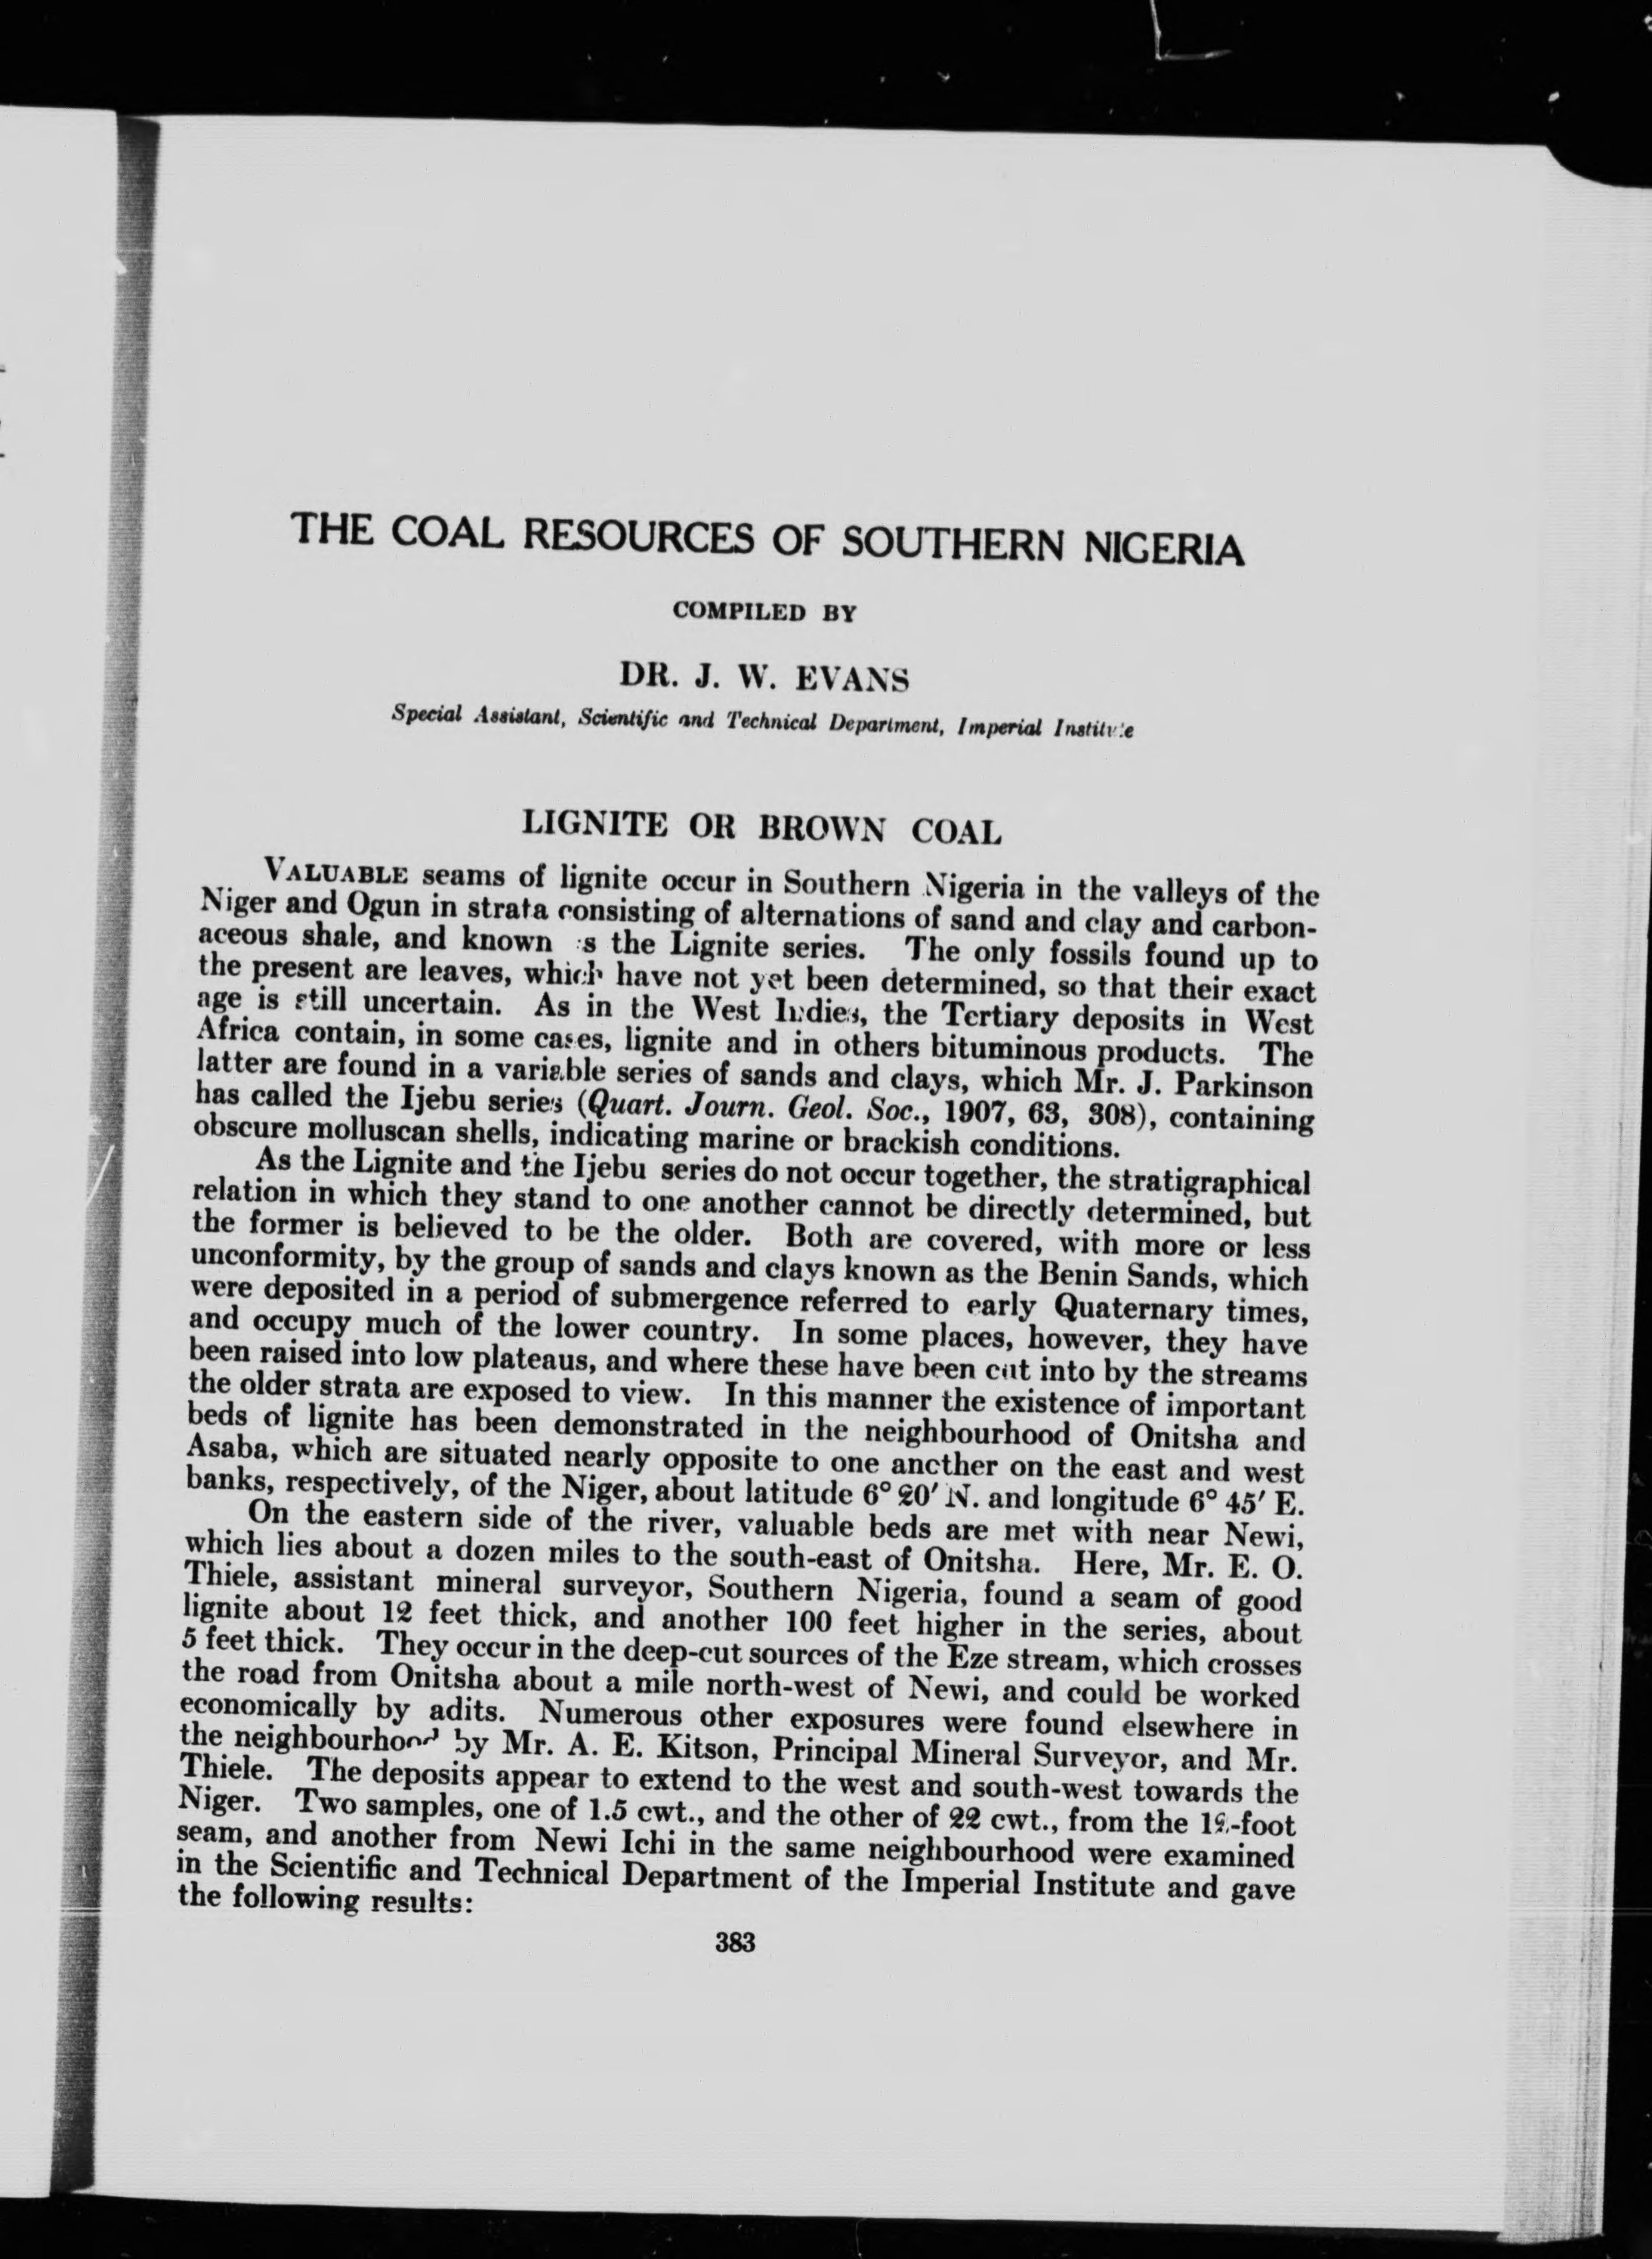 THE COAL RESOURCES OF SOUTHERN NIGERIA
COMPILED BY
DR. J. W. EVANS
Special Assistant, Scientific and Technical Department, Imperial Institute
LIGNITE OR BROWN COAL
VALUABLE seams of lignite occur in Southern Nigeria in the valleys of the
Niger and Ogun in strata consisting of alternations of sand and clay and carbon-
aceous shale, and known as the Lignite series. The only fossils found up to
the present are leaves, which have not yet been determined, so that their exact
age is still uncertain. As in the West Indies, the Tertiary deposits in West
Africa contain, in some cases, lignite and in others bituminous products. The
latter are found in a variable series of sands and clays, which Mr. J. Parkinson
has called the Ijebu series (Quart. Journ. Geol. Soc., 1907, 63, 308), containing
obscure molluscan shells, indicating marine or brackish conditions.
As the Lignite and the Ijebu series do not occur together, the stratigraphical
relation in which they stand to one another cannot be directly determined, but
the former is believed to be the older. Both are covered, with more or less
unconformity, by the group of sands and clays known as the Benin Sands, which
were deposited in a period of submergence referred to early Quaternary times,
and occupy much of the lower country. In some places, however, they have
been raised into low plateaus, and where these have been cut into by the streams
the older strata are exposed to view. In this manner the existence of important
beds of lignite has been demonstrated in the neighbourhood of Onitsha and
Asaba, which are situated nearly opposite to one another on the east and west
banks, respectively, of the Niger, about latitude 6° 20′ N. and longitude 6° 45′ E.
On the eastern side of the river, valuable beds are met with near Newi,
which lies about a dozen miles to the south-east of Onitsha. Here, Mr. E. O.
Thiele, assistant mineral surveyor, Southern Nigeria, found a seam of good
lignite about 12 feet thick, and another 100 feet higher in the series, about
5 feet thick. They occur in the deep-cut sources of the Eze stream, which crosses
the road from Onitsha about a mile north-west of Newi, and could be worked
economically by adits. Numerous other exposures were found elsewhere in
the neighbourhood by Mr. A. E. Kitson, Principal Mineral Surveyor, and Mr.
Thiele. The deposits appear to extend to the west and south-west towards the
Niger. Two samples, one of 1.5 cwt., and the other of 22 cwt., from the 12-foot
seam, and another from Newi Ichi in the same neighbourhood were examined
in the Scientific and Technical Department of the Imperial Institute and gave
the following results:
383